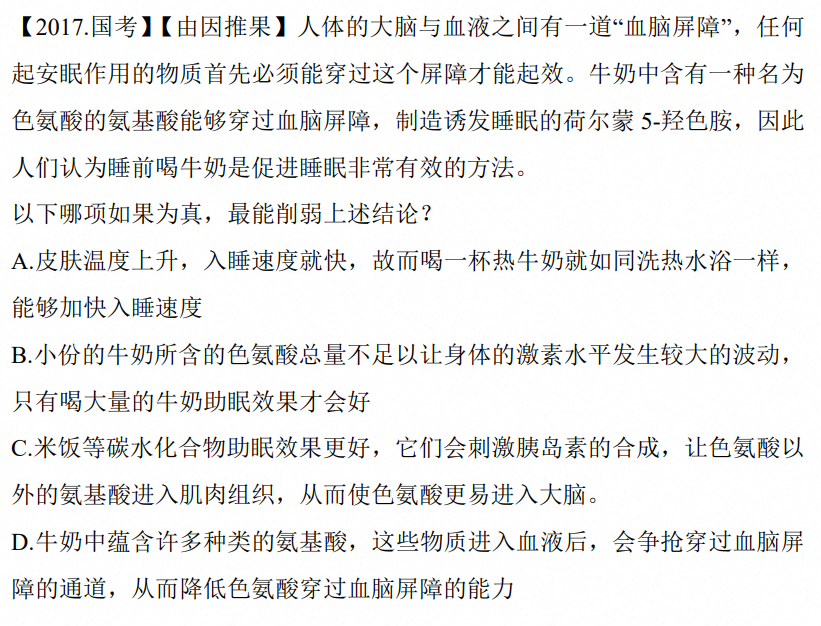 【2017.国考】【由因推果】人体的大脑与血液之间有一道“血脑屏障”，任何
起安眠作用的物质首先必须能穿过这个屏障才能起效。牛奶中含有一种名为
色氨酸的氨基酸能够穿过血脑屏障，制造诱发睡眠的荷尔蒙 5-羟色胺，因此
人们认为睡前喝牛奶是促进睡眠非常有效的方法。
以下哪项如果为真，最能削弱上述结论？
A.皮肤温度上升，入睡速度就快，故而喝一杯热牛奶就如同洗热水浴一样，
能够加快入睡速度
B.小份的牛奶所含的色氨酸总量不足以让身体的激素水平发生较大的波动，
只有喝大量的牛奶助眠效果才会好
C.米饭等碳水化合物助眠效果更好，它们会刺激胰岛素的合成，让色氨酸以
外的氨基酸进入肌肉组织，从而使色氨酸更易进入大脑。
D.牛奶中蕴含许多种类的氨基酸，这些物质进入血液后，会争抢穿过血脑屏
障的通道，从而降低色氨酸穿过血脑屏障的能力